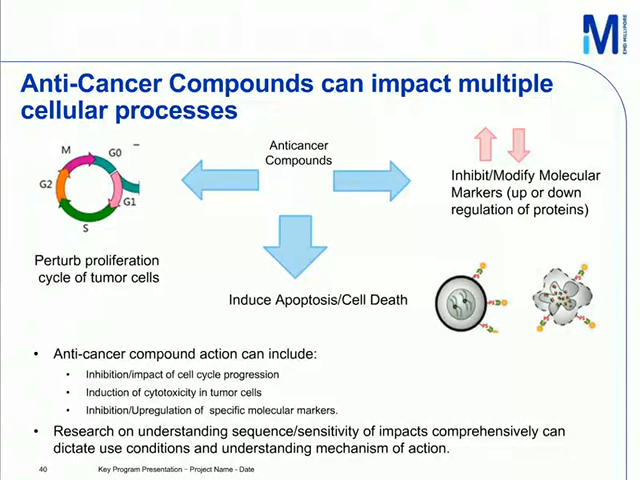 M
EMD MILLIPORE
Anti-Cancer Compounds can impact multiple
cellular processes
M
G0
G2
G1
S
Anticancer
Compounds
Inhibit/Modify Molecular
Markers (up or down
regulation of proteins)
Perturb proliferation
cycle of tumor cells
Induce Apoptosis/Cell Death
• Anti-cancer compound action can include:
• Inhibition/impact of cell cycle progression
• Induction of cytotoxicity in tumor cells
• Inhibition/Upregulation of specific molecular markers.
• Research on understanding sequence/sensitivity of impacts comprehensively can
dictate use conditions and understanding mechanism of action.
40
Key Program Presentation – Project Name - Date